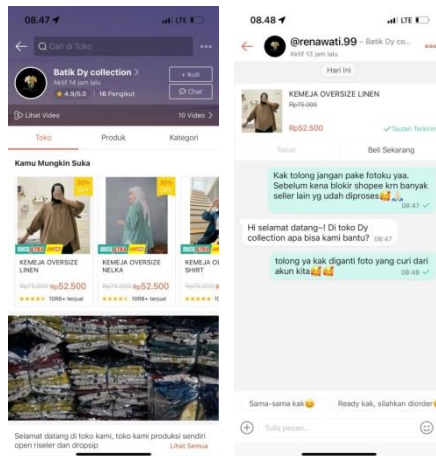 08.47
LTE
Cari di Toko
Batik Dy collection
Aktif 14 jam lalu
4.9/5.0 | 16 Pengikut
+ Ikuti
Chat
Lihat Video
10 Video
Toko
Produk
Kategori
Kamu Mungkin Suka
30%
OFF
KEMEJA OVERSIZE
LINEN
Rp75.000 Rp52.500
10RB+ terjual
30%
OFF
KEMEJA OVERSIZE
NELKA
Rp75.000 Rp52.500
10RB+ terjual
KEMEJA O
SHIRT
Rp75.000
Selamat datang di toko kami, toko kami produksi sendiri
open riseler dan dropsip
Lihat Semua
08.48
LTE
@renawati.99 ~ Batik Dy co...
Aktif 13 jam lalu
Hari Ini
KEMEJA OVERSIZE LINEN
Rp75.000
Rp52.500
Tautan Terkirim
Tawar
Beli Sekarang
Kak tolong jangan pake fotoku yaa.
Sebelum kena blokir shopee krn banyak
seller lain yg udah diproses
08:47
Hi selamat datang~! Di toko Dy
collection apa bisa kami bantu?
08:47
tolong ya kak diganti foto yang curi dari
akun kita
08:48
Sama-sama kak
Ready kak, silahkan diorder
Tulis pesan...